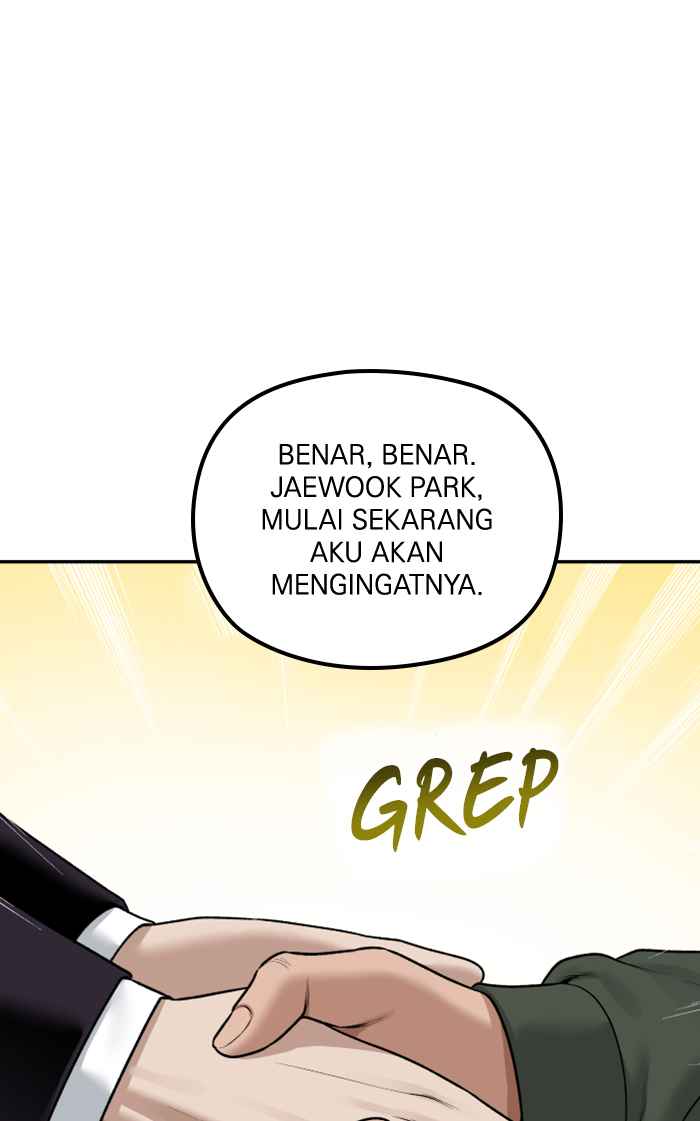 BENAR, BENAR.
JAEWOOK PARK,
MULAI SEKARANG
AKU AKAN
MENGINGATNYA.
GREP